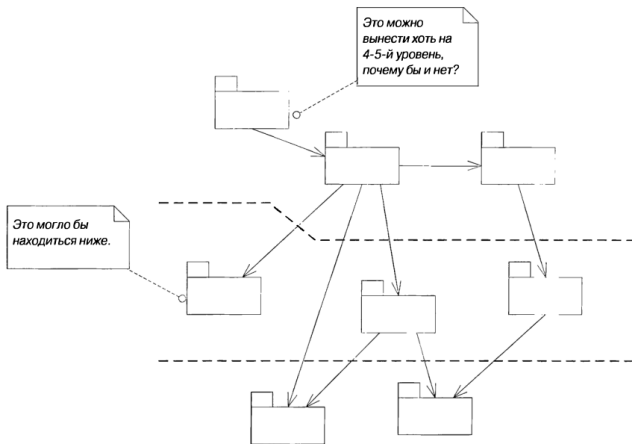 Это можно
вынести хоть на
4-5-й уровень,
почему бы и нет?
Это могло бы
находиться ниже.